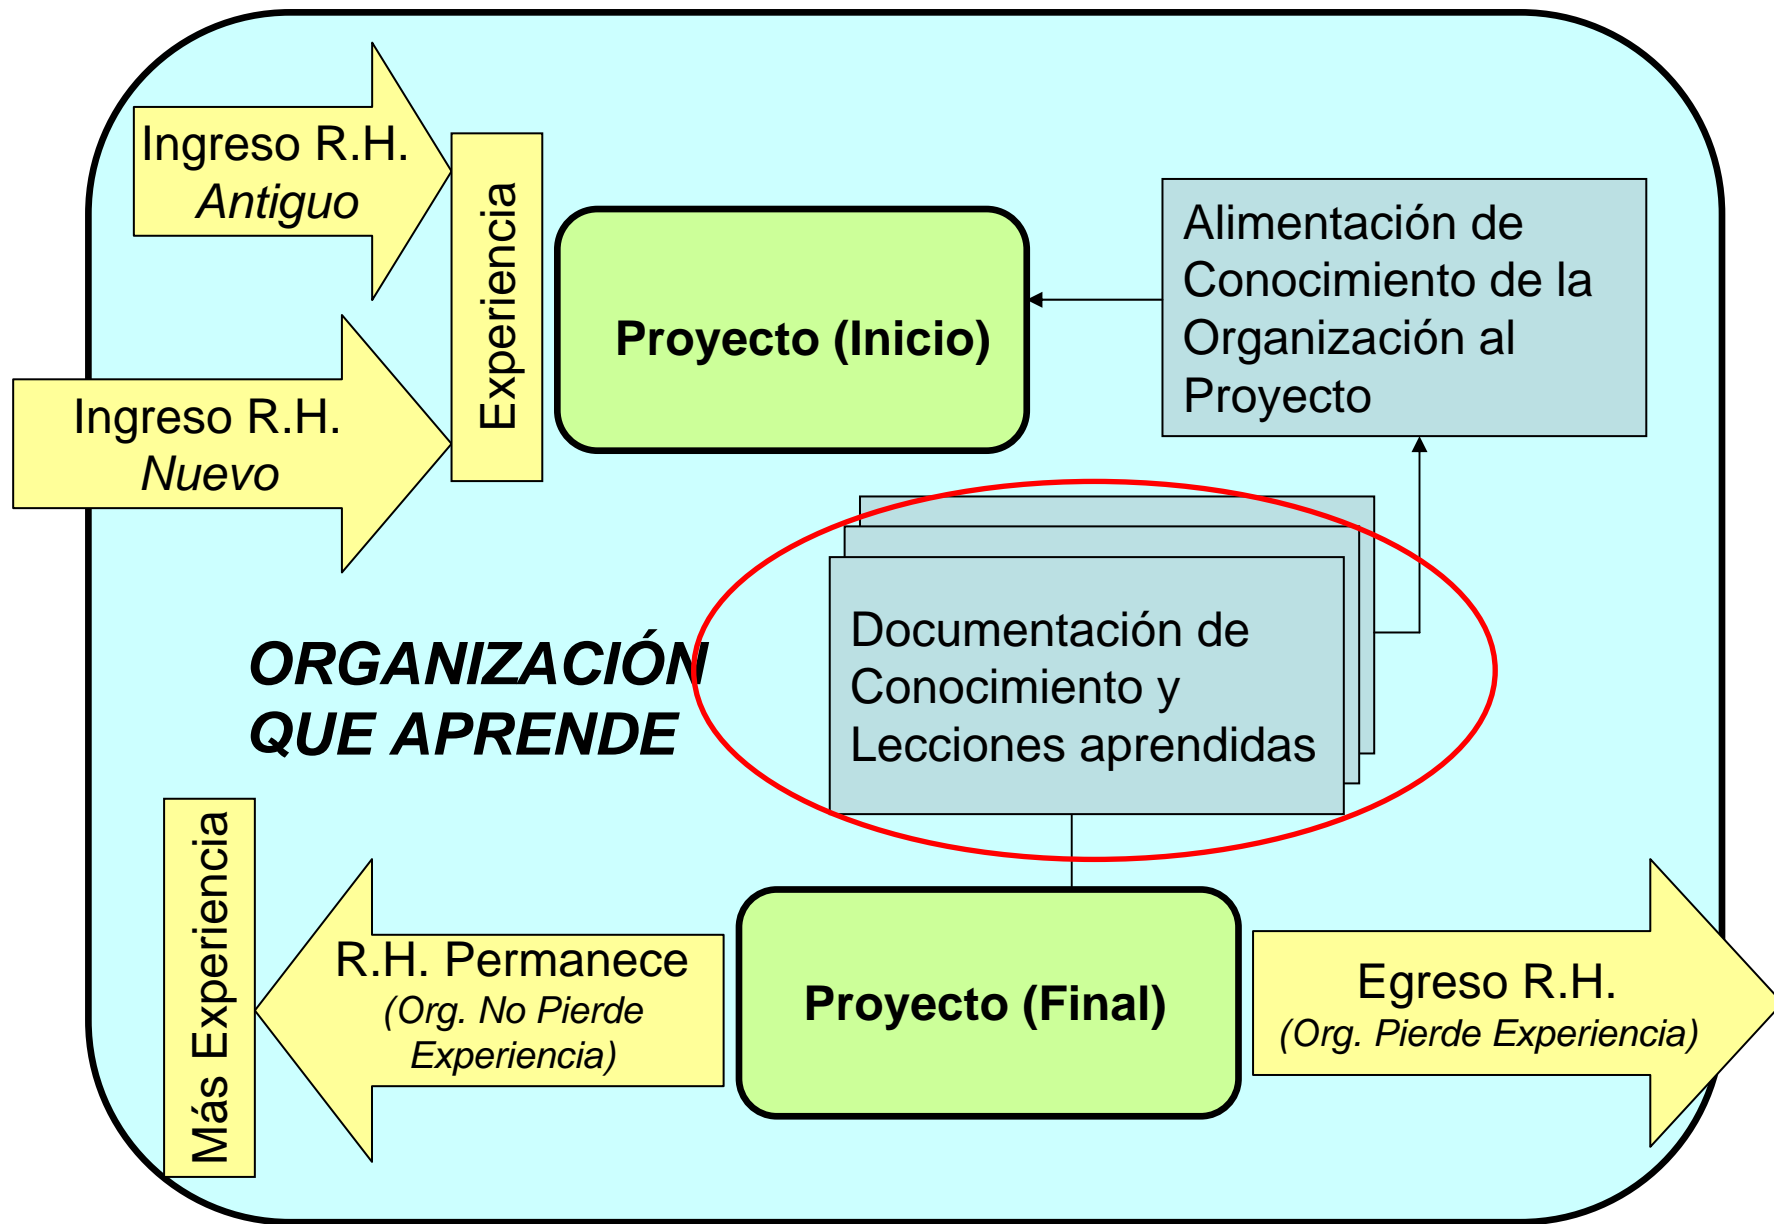 Ingreso R.H.
Antiguo
Experiencia
Ingreso R.H.
Nuevo
Proyecto (Inicio)
Alimentación de
Conocimiento de la
Organización al
Proyecto
ORGANIZACIÓN
QUE APRENDE
Documentación de
Conocimiento y
Lecciones aprendidas
Más Experiencia
R.H. Permanece
(Org. No Pierde
Experiencia)
Proyecto (Final)
Egreso R.H.
(Org. Pierde Experiencia)